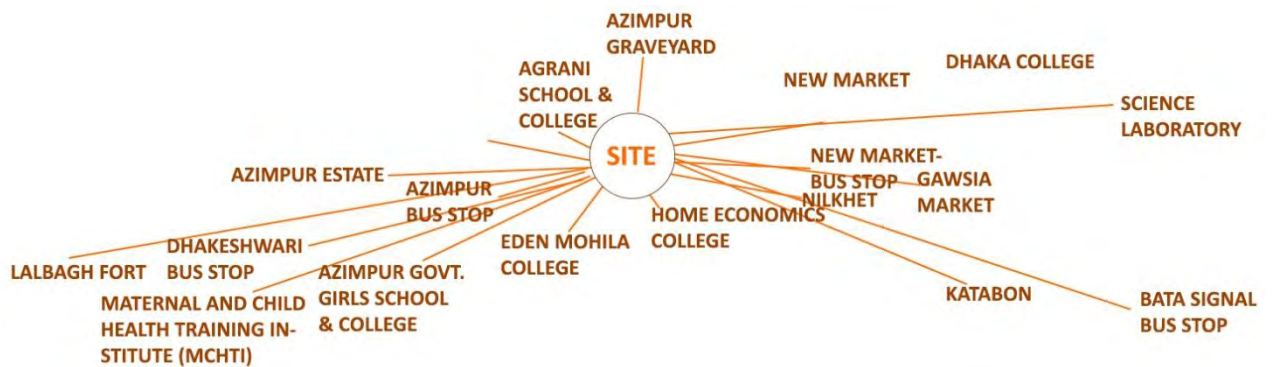 AZIMPUR
GRAVEYARD
DHAKA COLLEGE
NEW MARKET
AGRANI
SCHOOL &
COLLEGE
SCIENCE
LABORATORY
SITE
AZIMPUR ESTATE
AZIMPUR
BUS STOP
NEW MARKET-
BUS STOP
GAWSIA
MARKET
NILKHET
HOME ECONOMICS
COLLEGE
EDEN MOHILA
COLLEGE
LALBAGH FORT
DHAKESHWARI
BUS STOP
AZIMPUR GOVT.
GIRLS SCHOOL
& COLLEGE
MATERNAL AND CHILD
HEALTH TRAINING IN-
STITUTE (MCHTI)
KATABON
BATA SIGNAL
BUS STOP